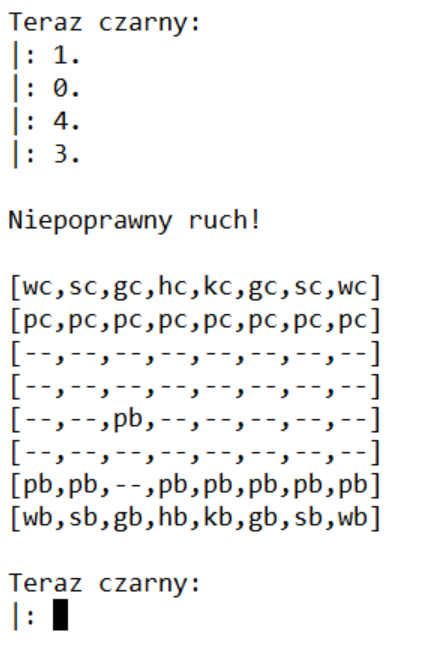 Teraz czarny:
|: 1.
|: 0.
|: 4.
|: 3.
Niepoprawny ruch!
[wc,sc,gc,hc,kc,gc,sc,wc]
[pc,pc,pc,pc,pc,pc,pc,pc]
[--,--,--,--,--,--,--,--]
[--,--,--,--,--,--,--,--]
[--,--,pb,--,--,--,--,--]
[--,--,--,--,--,--,--,--]
[pb,pb,--,pb,pb,pb,pb,pb]
[wb,sb,gb,hb,kb,gb,sb,wb]
Teraz czarny:
|: